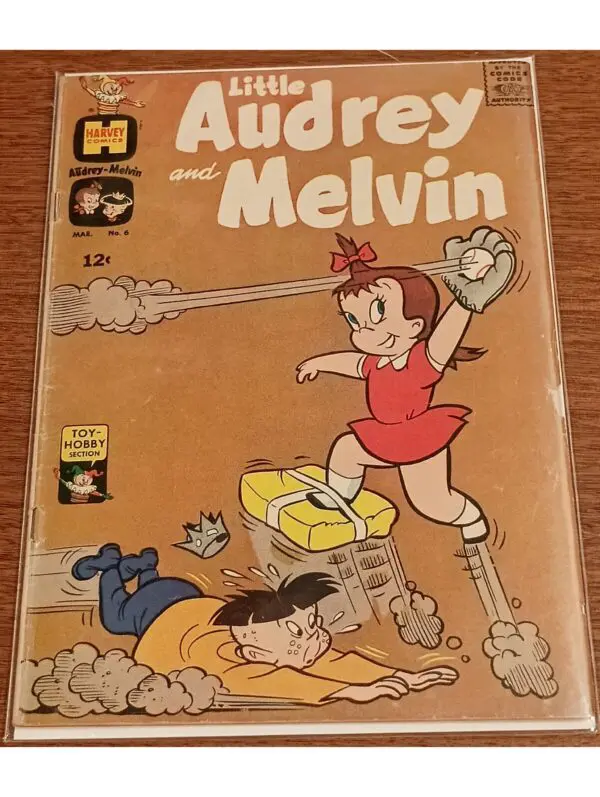 Little
Audrey
and Melvin
HARVEY
COMICS
H
Audrey-Melvin
MAR. No. 6
12¢
BY THE
COMICS
CODE
AUTHORITY
TOY-
HOBBY
SECTION